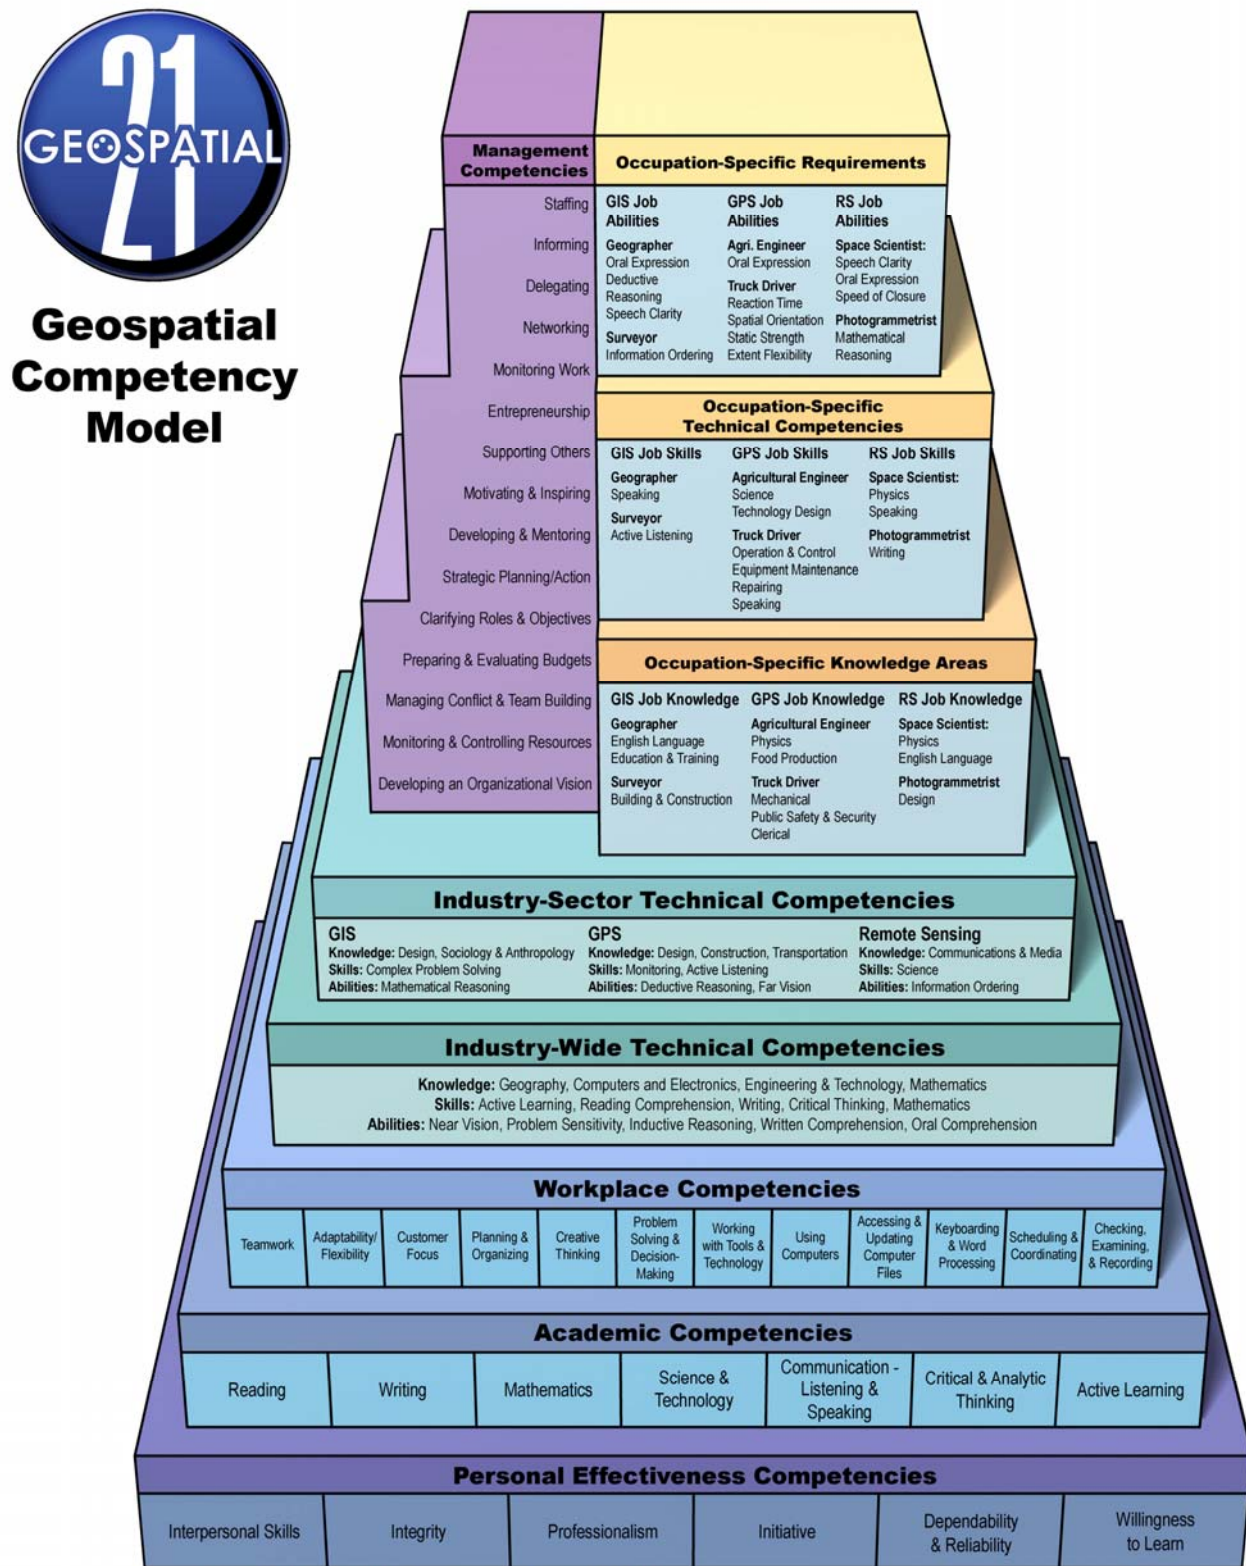 21
GEOSPATIAL
Geospatial
Competency
Model
Management
Competencies
Staffing
Informing
Delegating
Networking
Monitoring Work
Entrepreneurship
Supporting Others
Motivating & Inspiring
Developing & Mentoring
Strategic Planning/Action
Clarifying Roles & Objectives
Preparing & Evaluating Budgets
Managing Conflict & Team Building
Monitoring & Controlling Resources
Developing an Organizational Vision
Occupation-Specific Requirements
GIS Job
Abilities
Geographer
Oral Expression
Deductive
Reasoning
Speech Clarity
Surveyor
Information Ordering
GPS Job
Abilities
Agri. Engineer
Oral Expression
Truck Driver
Reaction Time
Spatial Orientation
Static Strength
Extent Flexibility
RS Job
Abilities
Space Scientist:
Speech Clarity
Oral Expression
Speed of Closure
Photogrammetrist
Mathematical
Reasoning
Occupation-Specific
Technical Competencies
GIS Job Skills
Geographer
Speaking
Surveyor
Active Listening
GPS Job Skills
Agricultural Engineer
Science
Technology Design
Truck Driver
Operation & Control
Equipment Maintenance
Repairing
Speaking
RS Job Skills
Space Scientist:
Physics
Speaking
Photogrammetrist
Writing
Occupation-Specific Knowledge Areas
GIS Job Knowledge
Geographer
English Language
Education & Training
Surveyor
Building & Construction
GPS Job Knowledge
Agricultural Engineer
Physics
Food Production
Truck Driver
Mechanical
Public Safety & Security
Clerical
RS Job Knowledge
Space Scientist:
Physics
English Language
Photogrammetrist
Design
Industry-Sector Technical Competencies
GIS
Knowledge: Design, Sociology & Anthropology
Skills: Complex Problem Solving
Abilities: Mathematical Reasoning
GPS
Knowledge: Design, Construction, Transportation
Skills: Monitoring, Active Listening
Abilities: Deductive Reasoning, Far Vision
Remote Sensing
Knowledge: Communications & Media
Skills: Science
Abilities: Information Ordering
Industry-Wide Technical Competencies
Knowledge: Geography, Computers and Electronics, Engineering & Technology, Mathematics
Skills: Active Learning, Reading Comprehension, Writing, Critical Thinking, Mathematics
Abilities: Near Vision, Problem Sensitivity, Inductive Reasoning, Written Comprehension, Oral Comprehension
Workplace Competencies
Teamwork
Adaptability/
Flexibility
Customer
Focus
Planning &
Organizing
Creative
Thinking
Problem
Solving &
Decision-
Making
Working
with Tools &
Technology
Using
Computers
Accessing &
Updating
Computer
Files
Keyboarding
& Word
Processing
Scheduling &
Coordinating
Checking,
Examining,
& Recording
Academic Competencies
Reading
Writing
Mathematics
Science &
Technology
Communication -
Listening &
Speaking
Critical & Analytic
Thinking
Active Learning
Personal Effectiveness Competencies
Interpersonal Skills
Integrity
Professionalism
Initiative
Dependability
& Reliability
Willingness
to Learn